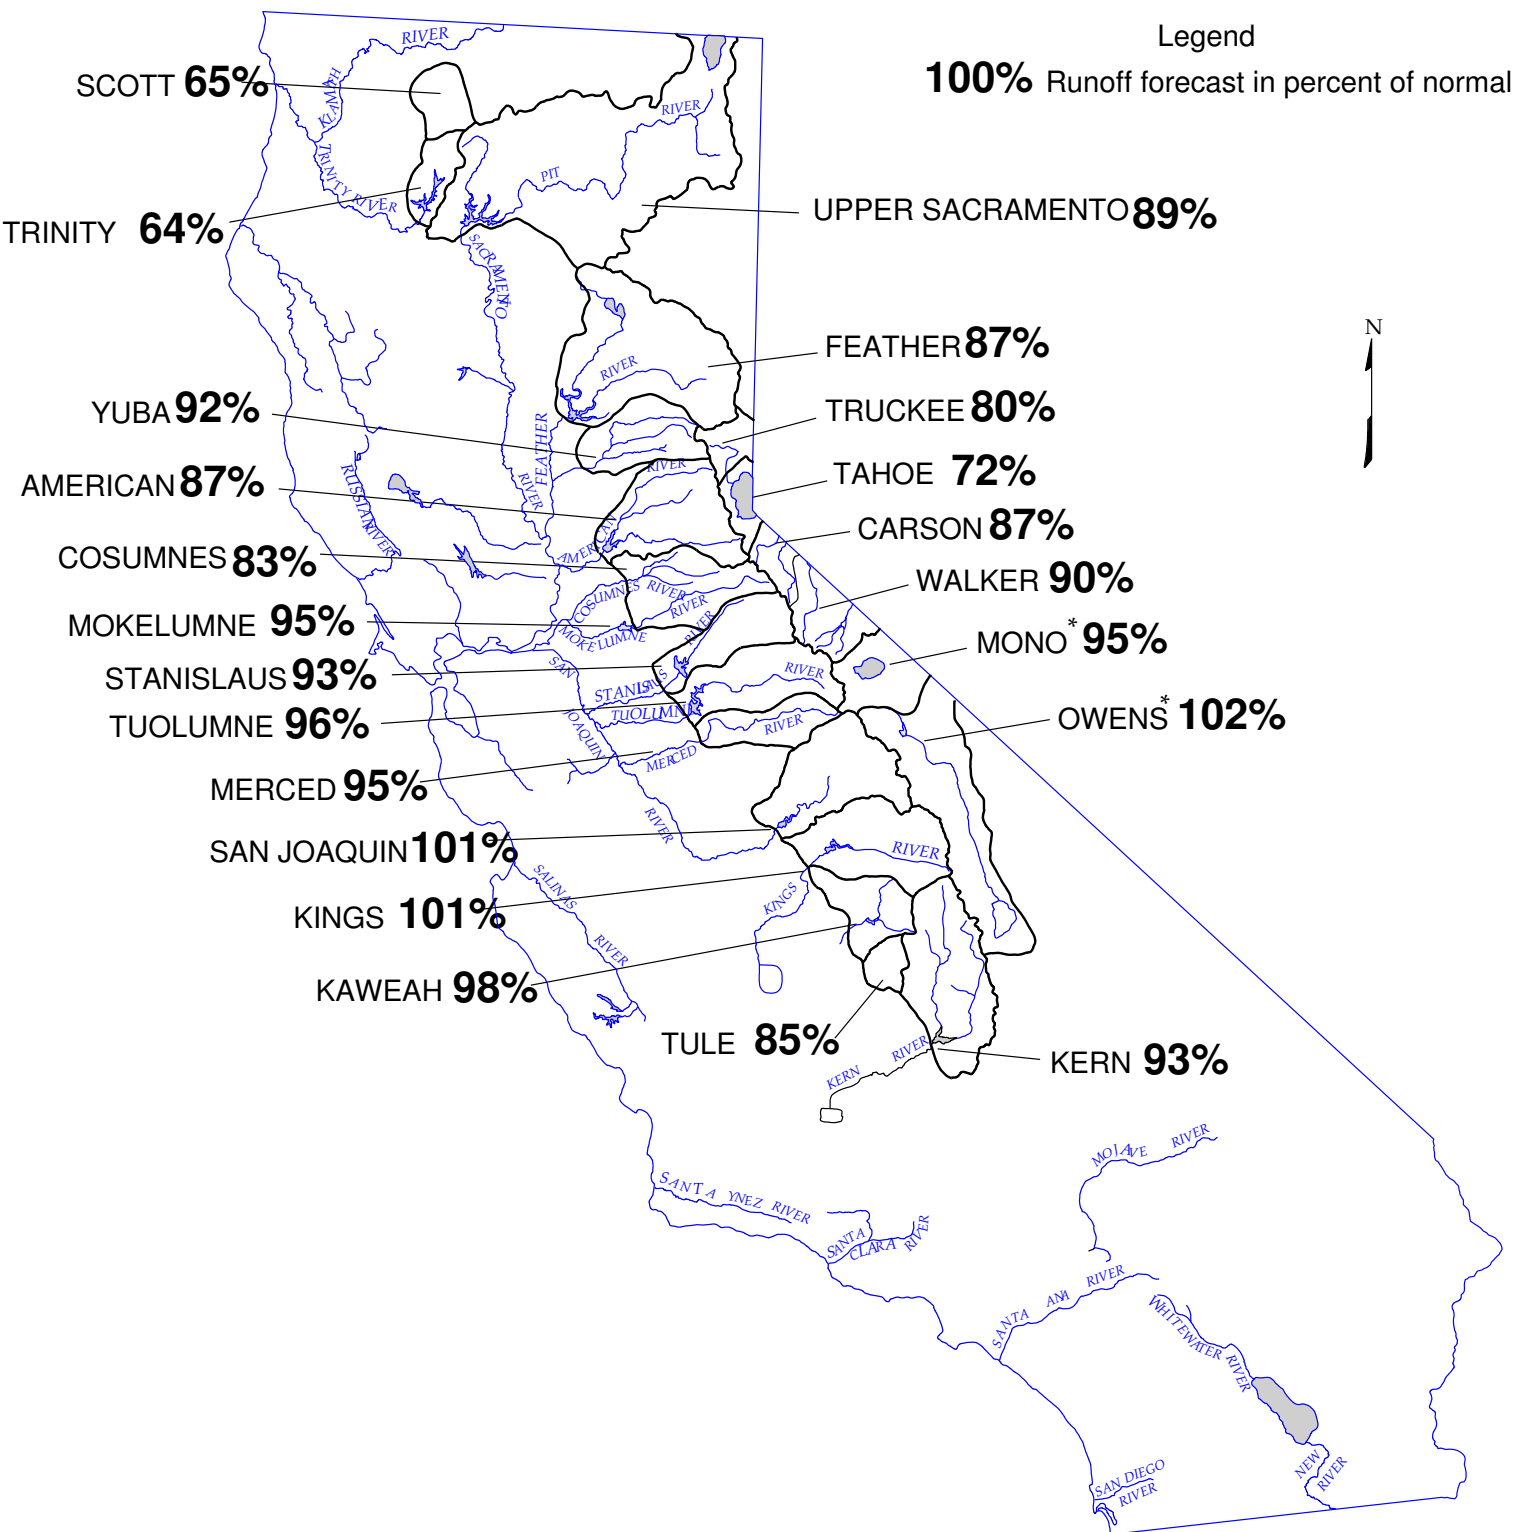 Legend
100% Runoff forecast in percent of normal
RIVER
KLAMATH
SCOTT 65%
TRINITY RIVER
TRINITY 64%
PIT
RIVER
UPPER SACRAMENTO 89%
SACRAMENTO
RIVER
N
FEATHER 87%
RIVER
FEATHER
YUBA 92%
TRUCKEE 80%
RIVER
TAHOE 72%
AMERICAN 87%
AMERICAN
RUSSIAN RIVER
CARSON 87%
COSUMNES 83%
COSUMNES RIVER
WALKER 90%
MOKELUMNE 95%
MOKELUMNE
RIVER
MONO* 95%
STANISLAUS 93%
STANISLAUS
RIVER
TUOLUMNE 96%
TUOLUMNE
RIVER
OWENS* 102%
MERCED 95%
MERCED
RIVER
SAN
JOAQUIN
RIVER
SAN JOAQUIN 101%
KINGS 101%
KINGS
RIVER
SALINAS
RIVER
KAWEAH 98%
TULE 85%
KERN
RIVER
KERN 93%
MOJAVE RIVER
SANTA YNEZ RIVER
SANTA
CLARA
RIVER
SANTA ANA RIVER
WHITEWATER RIVER
NEW
RIVER
SAN DIEGO
RIVER